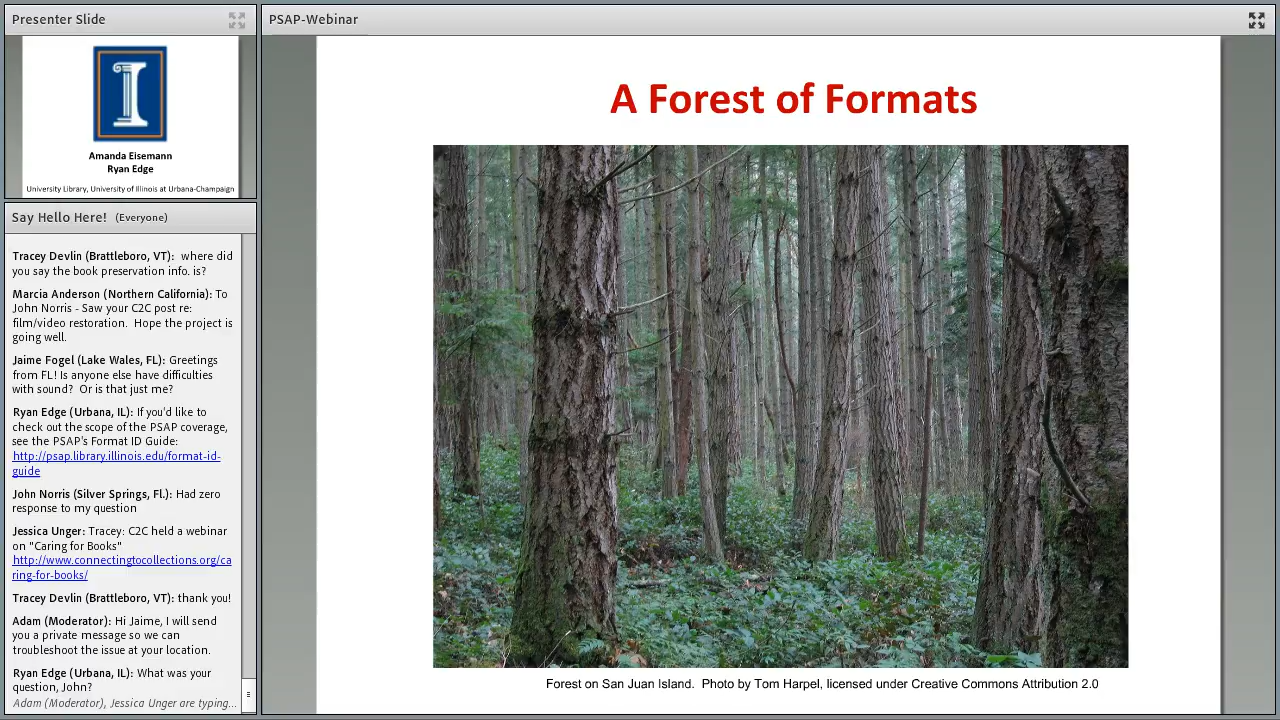 Presenter Slide
Amanda Eisemann
Ryan Edge
University Library, University of Illinois at Urbana-Champaign
Say Hello Here! (Everyone)
Tracey Devlin (Brattleboro, VT): where did
you say the book preservation info. is?
Marcia Anderson (Northern California): To
John Norris - Saw your C2C post re:
film/video restoration. Hope the project is
going well.
Jaime Fogel (Lake Wales, FL): Greetings
from FL! Is anyone else have difficulties
with sound? Or is that just me?
Ryan Edge (Urbana, IL): If you'd like to
check out the scope of the PSAP coverage,
see the PSAP's Format ID Guide:
http://psap.library.illinois.edu/format-id-
guide
John Norris (Silver Springs, Fl.): Had zero
response to my question
Jessica Unger: Tracey: C2C held a webinar
on "Caring for Books"
http://www.connectingtocollections.org/ca
ring-for-books/
Tracey Devlin (Brattleboro, VT): thank you!
Adam (Moderator): Hi Jaime, I will send
you a private message so we can
troubleshoot the issue at your location.
Ryan Edge (Urbana, IL): What was your
question, John?
Adam (Moderator), Jessica Unger are typing...
PSAP-Webinar
A Forest of Formats
Forest on San Juan Island. Photo by Tom Harpel, licensed under Creative Commons Attribution 2.0